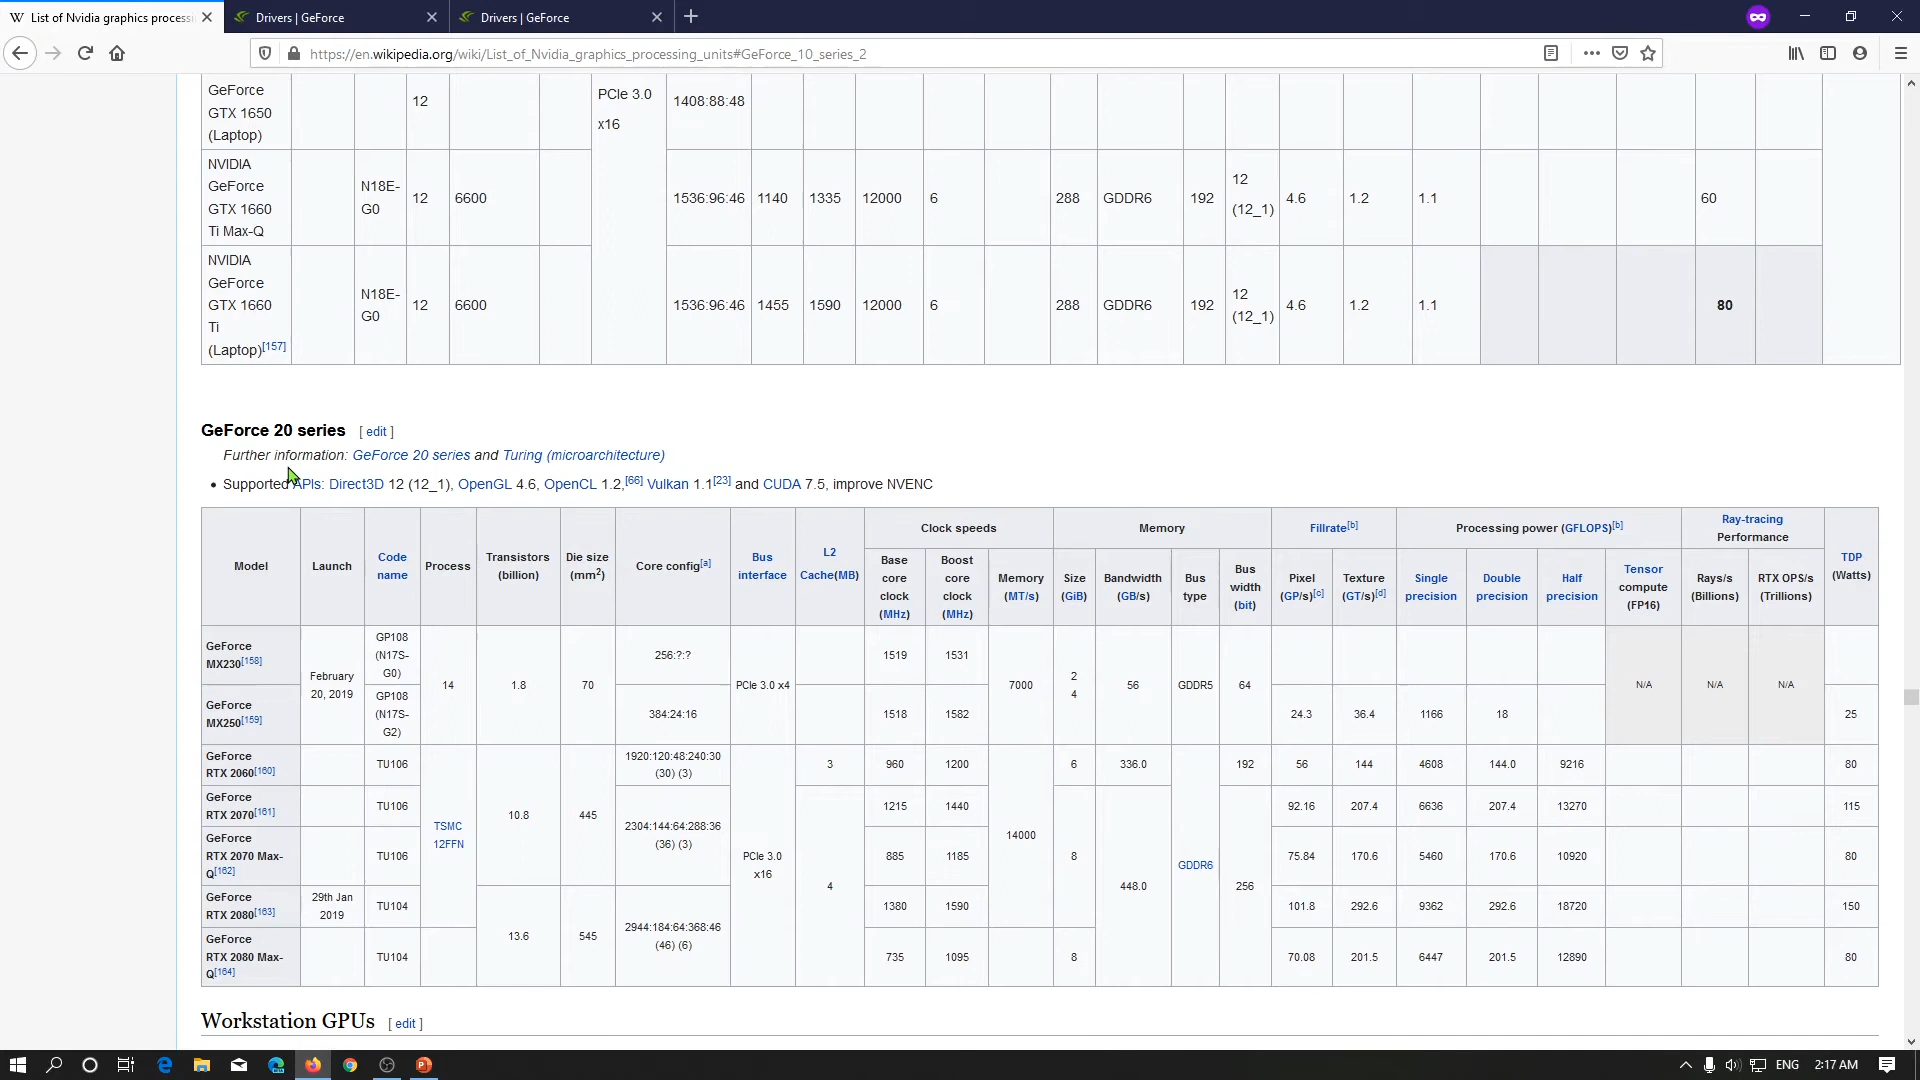 List of Nvidia graphics processi
Drivers | GeForce
Drivers | GeForce
https://en.wikipedia.org/wiki/List_of_Nvidia_graphics_processing_units#GeForce_10_series_2
GeForce
GTX 1650
(Laptop)
12
PCIe 3.0
x16
1408:88:48
NVIDIA
GeForce
GTX 1660
Ti Max-Q
N18E-
G0
12
6600
1536:96:46
1140
1335
12000
6
288
GDDR6
192
12
(12_1)
4.6
1.2
1.1
60
NVIDIA
GeForce
GTX 1660
Ti
(Laptop)[157]
N18E-
G0
12
6600
1536:96:46
1455
1590
12000
6
288
GDDR6
192
12
(12_1)
4.6
1.2
1.1
80
GeForce 20 series [ edit ]
Further information: GeForce 20 series and Turing (microarchitecture)
• Supported APIs: Direct3D 12 (12_1), OpenGL 4.6, OpenCL 1.2,[66] Vulkan 1.1[23] and CUDA 7.5, improve NVENC
Model
Launch
Code
name
Process
Transistors
(billion)
Die size
(mm2)
Core config[a]
Bus
interface
L2
Cache(MB)
Clock speeds
Memory
Fillrate[b]
Processing power (GFLOPS)[b]
Ray-tracing
Performance
TDP
(Watts)
Base
core
clock
(MHz)
Boost
core
clock
(MHz)
Memory
(MT/s)
Size
(GiB)
Bandwidth
(GB/s)
Bus
type
Bus
width
(bit)
Pixel
(GP/s)[c]
Texture
(GT/s)[d]
Single
precision
Double
precision
Half
precision
Tensor
compute
(FP16)
Rays/s
(Billions)
RTX OPS/s
(Trillions)
GeForce
MX230[158]
February
20, 2019
GP108
(N17S-
G0)
14
1.8
70
256:?:?
PCIe 3.0 x4
1519
1531
7000
2
4
56
GDDR5
64
N/A
N/A
N/A
GeForce
MX250[159]
GP108
(N17S-
G2)
384:24:16
1518
1582
24.3
36.4
1166
18
25
GeForce
RTX 2060[160]
TU106
TSMC
12FFN
10.8
445
1920:120:48:240:30
(30) (3)
PCIe 3.0
x16
3
960
1200
14000
6
336.0
GDDR6
192
56
144
4608
144.0
9216
80
GeForce
RTX 2070[161]
TU106
2304:144:64:288:36
(36) (3)
4
1215
1440
8
448.0
256
92.16
207.4
6636
207.4
13270
115
GeForce
RTX 2070 Max-
Q[162]
TU106
885
1185
75.84
170.6
5460
170.6
10920
80
GeForce
RTX 2080[163]
29th Jan
2019
TU104
13.6
545
2944:184:64:368:46
(46) (6)
1380
1590
101.8
292.6
9362
292.6
18720
150
GeForce
RTX 2080 Max-
Q[164]
TU104
735
1095
8
70.08
201.5
6447
201.5
12890
80
Workstation GPUs [ edit ]
ENG
2:17 AM